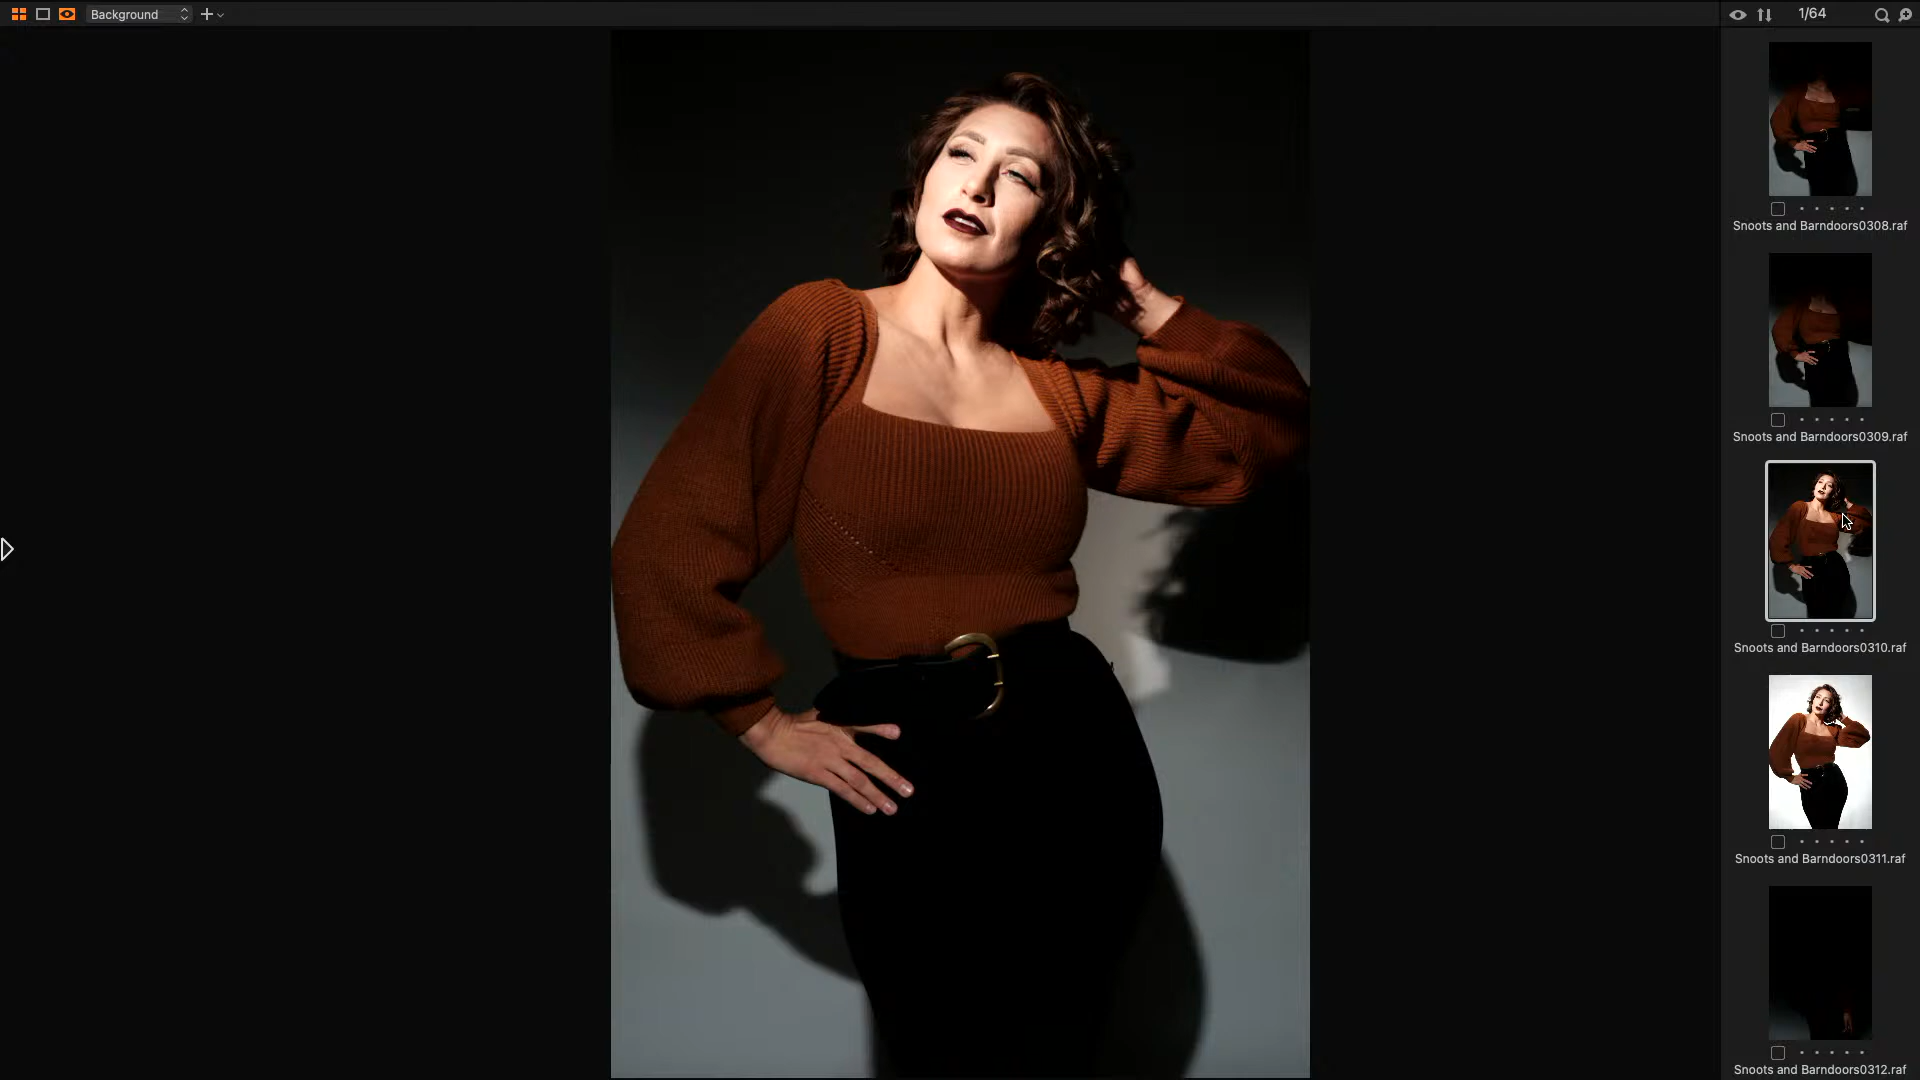 Background
1/64
Snoots and Barndoors0308.raf
Snoots and Barndoors0309.raf
Snoots and Barndoors0310.raf
Snoots and Barndoors0311.raf
Snoots and Barndoors0312.raf